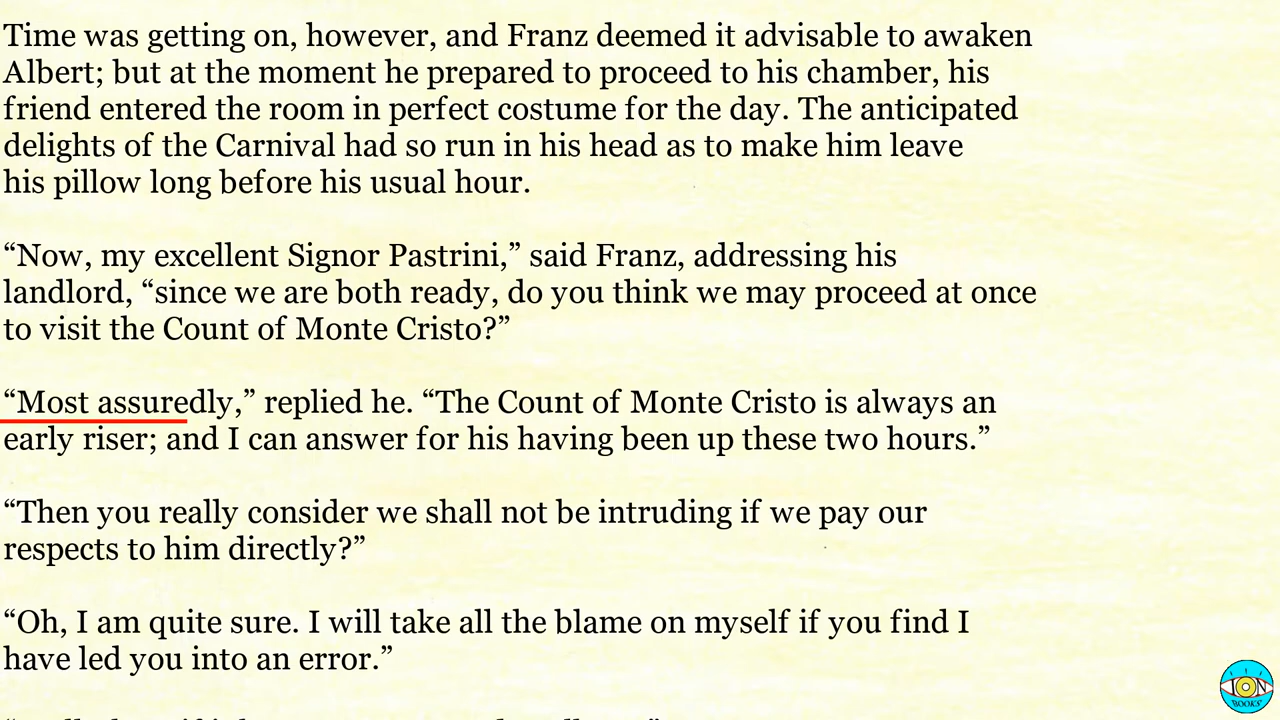 Time was getting on, however, and Franz deemed it advisable to awaken
Albert; but at the moment he prepared to proceed to his chamber, his
friend entered the room in perfect costume for the day. The anticipated
delights of the Carnival had so run in his head as to make him leave
his pillow long before his usual hour.
“Now, my excellent Signor Pastrini,” said Franz, addressing his
landlord, “since we are both ready, do you think we may proceed at once
to visit the Count of Monte Cristo?”
“Most assuredly,” replied he. “The Count of Monte Cristo is always an
early riser; and I can answer for his having been up these two hours.”
“Then you really consider we shall not be intruding if we pay our
respects to him directly?”
“Oh, I am quite sure. I will take all the blame on myself if you find I
have led you into an error.”
ION
BOOKS